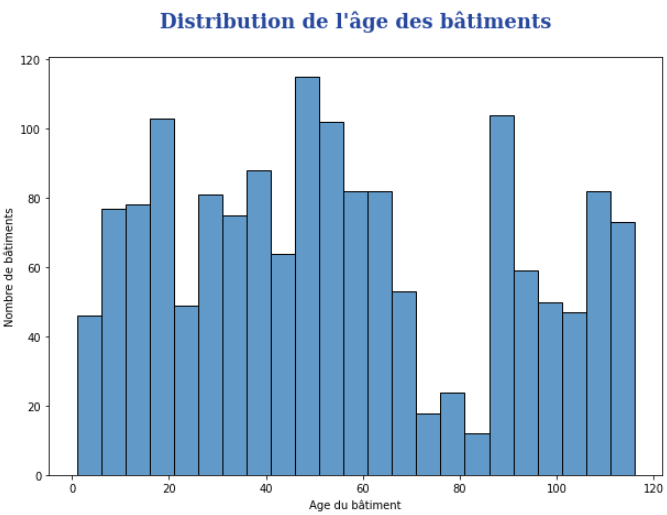 Distribution de l'âge des bâtiments
120
100
80
60
40
20
0
Nombre de bâtiments
0 20 40 60 80 100 120
Age du bâtiment